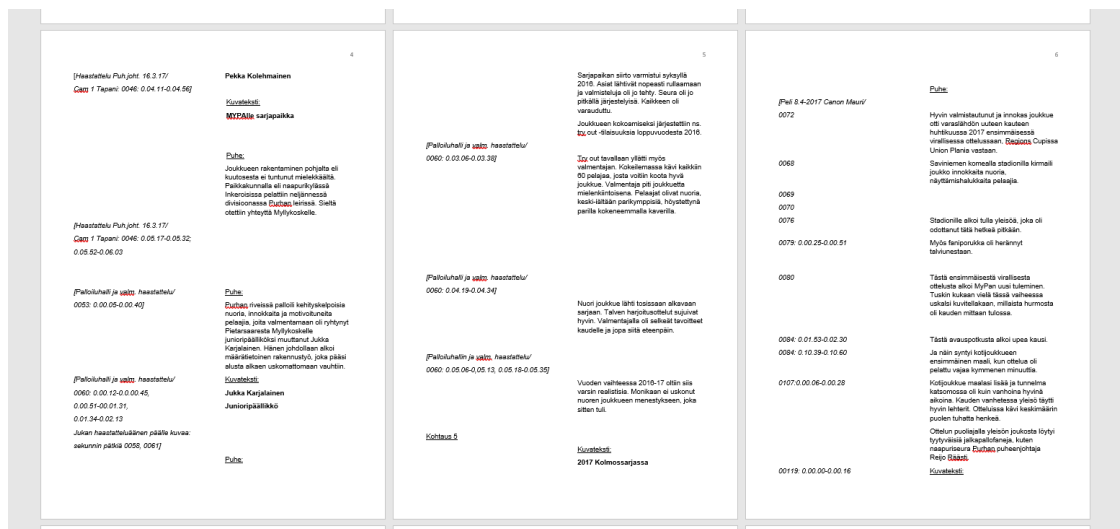 4
[Haastattelu Puh.joht. 16.3.17/
Cam 1 Tapani: 0046: 0.04.11-0.04.56]
Pekka Kolehmainen
Kuvateksti:
MYPAlle sarjapaikka
Puhe:
Joukkueen rakentaminen pohjalta eli
kuutosesta ei tuntunut mielekkäältä.
Paikkakunnalla eli naapurikylässä
Inkeroisissa pelattiin neljännessä
divisioonassa Purhan leirissä. Sieltä
otettiin yhteyttä Myllykoskelle.
[Haastattelu Puh.joht. 16.3.17/
Cam 1 Tapani: 0046: 0.05.17-0.05.32;
0.05.52-0.06.03
[Palloiluhalli ja valm. haastattelu/
0053: 0.00.05-0.00.40]
Puhe:
Purhan riveissä palloili kehityskelpoisia
nuoria, innokkaita ja motivoituneita
pelaajia, joita valmentamaan oli ryhtynyt
Pietarsaaresta Myllykoskelle
junioripälliköksi muuttanut Jukka
Karjalainen. Hänen johdollaan alkoi
määrätietoinen rakennustyö, joka pääsi
alusta alkaen uskomattomaan vauhtiin.
[Palloiluhalli ja valm. haastattelu/
0060: 0.00.12-0.0.00.45,
0.00.51-00.01.31,
0.01.34-0.02.13
Jukan haastatteluäänen päälle kuvaa:
sekunnin pätkiä 0058, 0061]
Kuvateksti:
Jukka Karjalainen
Junioripäälikkö
Puhe:
5
Sarjapaikan siirto varmistui syksyllä
2016. Asiat lähtivät nopeasti rullaamaan
ja valmisteluja oli jo tehty. Seura oli jo
pitkällä järjestelyissä. Kaikkeen oli
varauduttu.
Joukkueen kokoamiseksi järjestettiin ns.
try out -tilaisuuksia loppuvuodesta 2016.
[Palloiluhalli ja valm. haastattelu/
0060: 0.03.06-0.03.38]
Try out tavallaan yllätti myös
valmentajan. Kokeilemassa kävi kaikkiin
60 pelajaa, josta voitiin koota hyvä
joukkue. Valmentaja piti joukkuetta
mielenkiintoisena. Pelaajat olivat nuoria,
keski-iältään parikymppisiä, höystettynä
parilla kokeneemmalla kaverilla.
[Palloiluhalli ja valm. haastattelu/
0060: 0.04.19-0.04.34]
Nuori joukkue lähti tosissaan alkavaan
sarjaan. Talven harjoitusottelut sujuivat
hyvin. Valmentajalla oli selkeät tavoitteet
kaudelle ja jopa siitä eteenpäin.
[Palloiluhallin ja valm. haastattelu/
0060: 0.05.06-0,05.13, 0.05.18-0.05.35]
Vuoden vaihteessa 2016-17 oltiin siis
varsin realistisia. Monikaan ei uskonut
nuoren joukkueen menestykseen, joka
sitten tuli.
Kohtaus 5
Kuvateksti:
2017 Kolmossarjassa
6
Puhe:
[Peli 8.4-2017 Canon Mauri/
0072
Hyvin valmistautunut ja innokas joukkue
otti varaslähdön uuteen kauteen
huhtikuussa 2017 ensimmäisessä
virallisessa ottelussaan, Regions Cupissa
Union Plania vastaan.
0068
Saviniemen komealla stadionilla kirmaili
joukko innokkaita nuoria,
näyttämishalukkaita pelaajia.
0069
0070
0076
Stadionille alkoi tulla yleisöä, joka oli
odottanut tätä hetkeä pitkään.
0079: 0.00.25-0.00.51
Myös faniporukka oli herännyt
talviunestaan.
0080
Tästä ensimmäisestä virallisesta
ottelusta alkoi MyPan uusi tuleminen.
Tuskin kukaan vielä tässä vaiheessa
uskalsi kuvitellakaan, millaista hurmosta
oli kauden mittaan tulossa.
0084: 0.01.53-0.02.30
Tästä avauspotkusta alkoi upea kausi.
0084: 0.10.39-0.10.60
Ja näin syntyi kotijoukkueen
ensimmäinen maali, kun ottelua oli
pelattu vajaa kymmenen minuuttia.
0107:0.00.06-0.00.28
Kotijoukke maalasi lisää ja tunnelma
katsomossa oli kuin vanhoina hyvinä
aikoina. Kauden vanhetessa yleisö täytti
hyvin lehterit. Otteluissa kävi keskimäärin
puolen tuhatta henkeä.
Ottelun puoliajalla yleisön joukosta löytyi
tyytyväisiä jalkapallofaneja, kuten
naapuriseura Purhan puheenjohtaja
Reijo Räästi.
00119: 0.00.00-0.00.16
Kuvateksti: